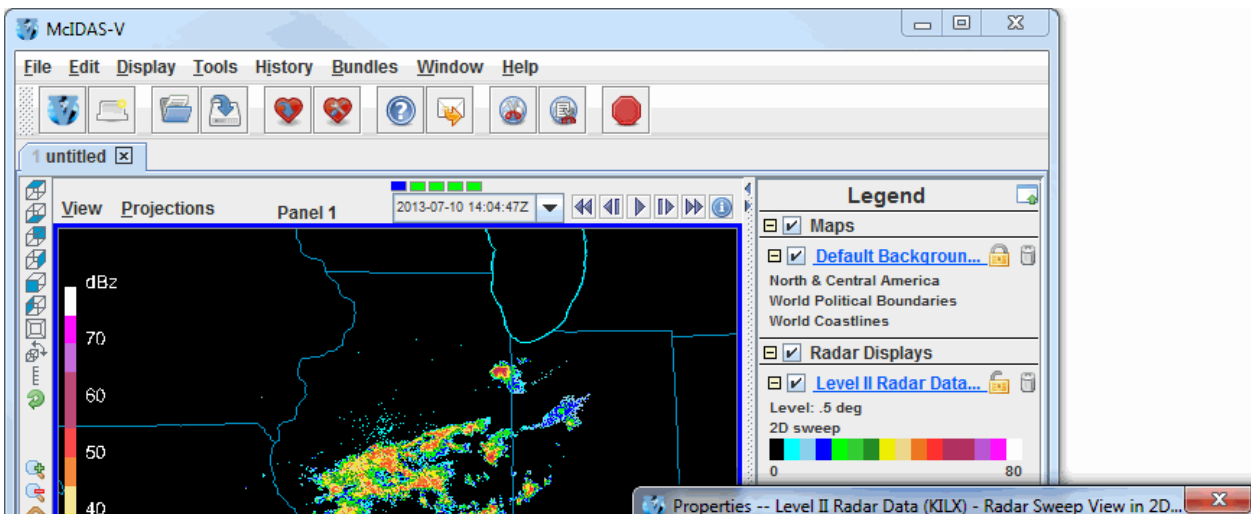 McIDAS-V
File Edit Display Tools History Bundles Window Help
1 untitled
View Projections Panel 1 2013-07-10 14:04:47Z
Legend
Maps
Default Backgroun...
North & Central America
World Political Boundaries
World Coastlines
Radar Displays
Level II Radar Data...
Level: .5 deg
2D sweep
0 80
dBz
70
60
50
40
Properties -- Level II Radar Data (KILX) - Radar Sweep View in 2D...